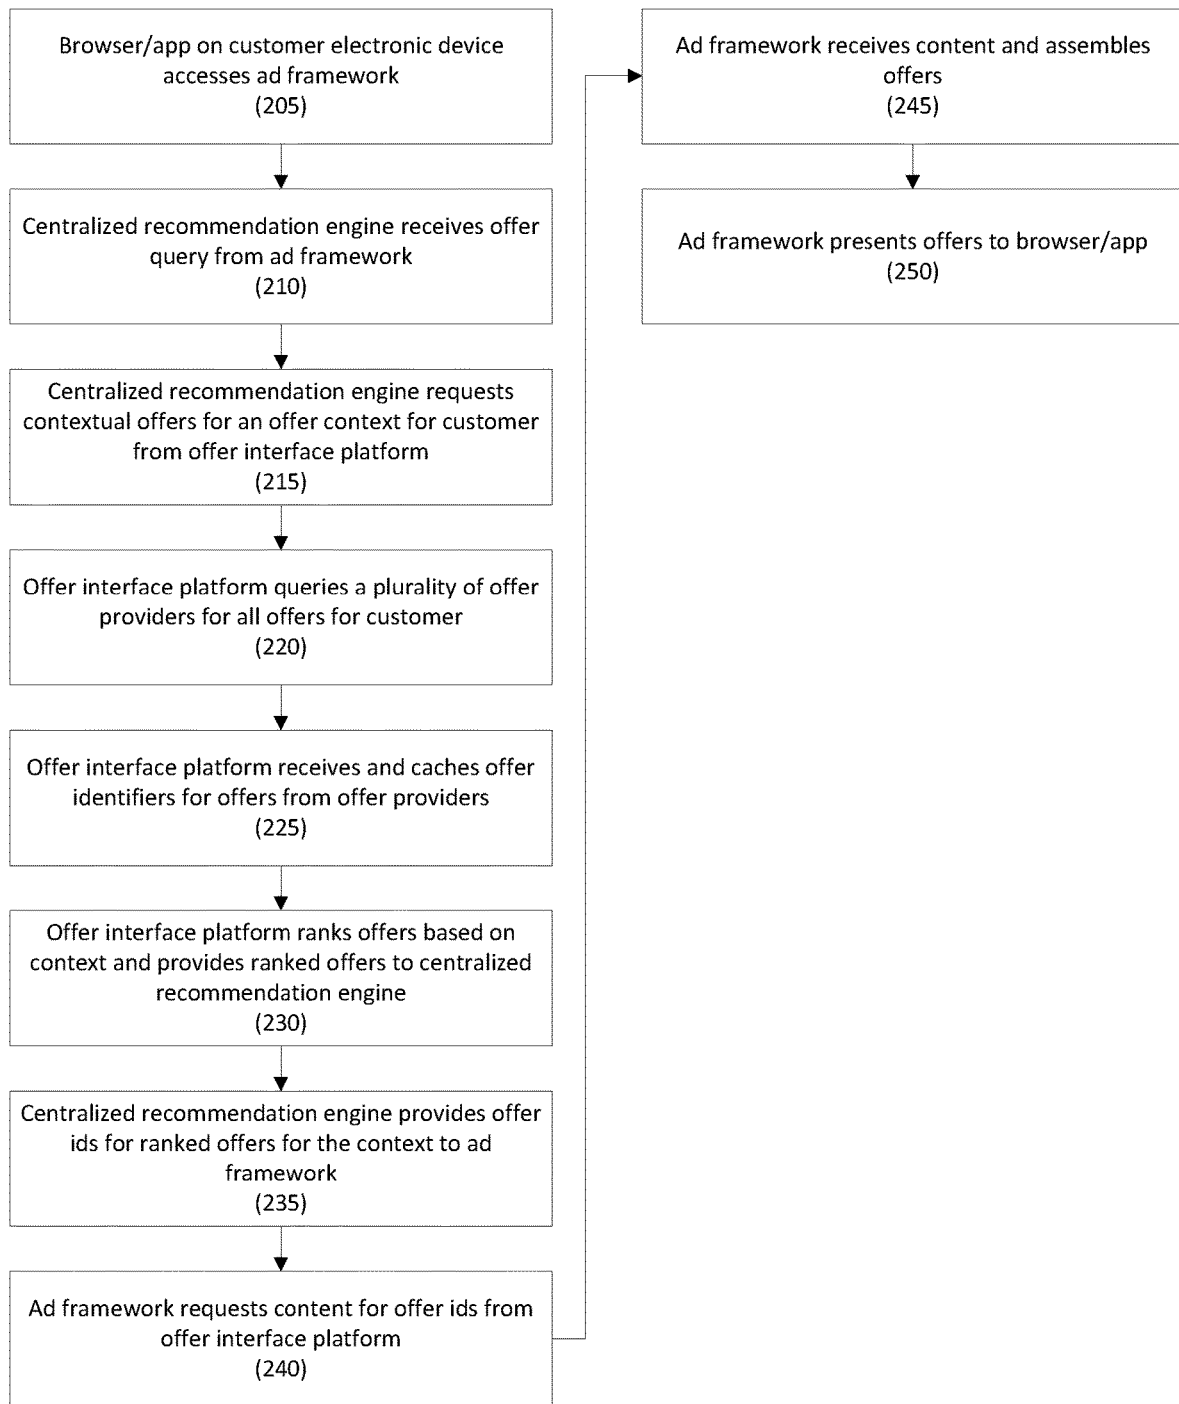 Browser/app on customer electronic device
accesses ad framework
(205)
Centralized recommendation engine receives offer
query from ad framework
(210)
Centralized recommendation engine requests
contextual offers for an offer context for customer
from offer interface platform
(215)
Offer interface platform queries a plurality of offer
providers for all offers for customer
(220)
Offer interface platform receives and caches offer
identifiers for offers from offer providers
(225)
Offer interface platform ranks offers based on
context and provides ranked offers to centralized
recommendation engine
(230)
Centralized recommendation engine provides offer
ids for ranked offers for the context to ad
framework
(235)
Ad framework requests content for offer ids from
offer interface platform
(240)
Ad framework receives content and assembles
offers
(245)
Ad framework presents offers to browser/app
(250)